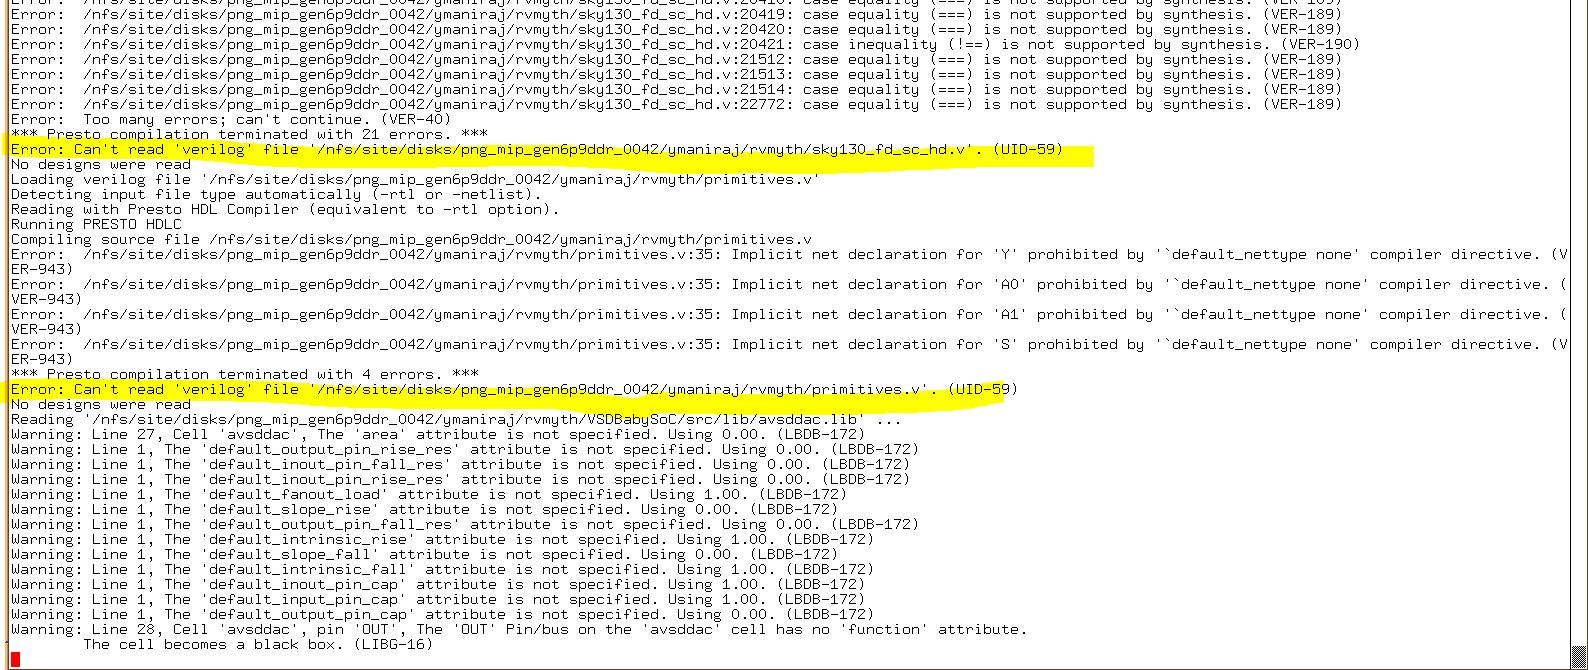 Error:  /nfs/site/disks/png_mip_gen6p9ddr_0042/ymaniraj/rvmyth/sky130_fd_sc_hd.v:20419: case equality (===) is not supported by synthesis. (VER-189)
Error:  /nfs/site/disks/png_mip_gen6p9ddr_0042/ymaniraj/rvmyth/sky130_fd_sc_hd.v:20420: case equality (===) is not supported by synthesis. (VER-189)
Error:  /nfs/site/disks/png_mip_gen6p9ddr_0042/ymaniraj/rvmyth/sky130_fd_sc_hd.v:20421: case inequality (!==) is not supported by synthesis. (VER-190)
Error:  /nfs/site/disks/png_mip_gen6p9ddr_0042/ymaniraj/rvmyth/sky130_fd_sc_hd.v:21512: case equality (===) is not supported by synthesis. (VER-189)
Error:  /nfs/site/disks/png_mip_gen6p9ddr_0042/ymaniraj/rvmyth/sky130_fd_sc_hd.v:21513: case equality (===) is not supported by synthesis. (VER-189)
Error:  /nfs/site/disks/png_mip_gen6p9ddr_0042/ymaniraj/rvmyth/sky130_fd_sc_hd.v:21514: case equality (===) is not supported by synthesis. (VER-189)
Error:  /nfs/site/disks/png_mip_gen6p9ddr_0042/ymaniraj/rvmyth/sky130_fd_sc_hd.v:22772: case equality (===) is not supported by synthesis. (VER-189)
Error:  Too many errors; can't continue. (VER-40)
*** Presto compilation terminated with 21 errors. ***
Error: Can't read 'verilog' file '/nfs/site/disks/png_mip_gen6p9ddr_0042/ymaniraj/rvmyth/sky130_fd_sc_hd.v'. (UID-59)
No designs were read
Loading verilog file '/nfs/site/disks/png_mip_gen6p9ddr_0042/ymaniraj/rvmyth/primitives.v'
Detecting input file type automatically (-rtl or -netlist).
Reading with Presto HDL Compiler (equivalent to -rtl option).
Running PRESTO HDLC
Compiling source file /nfs/site/disks/png_mip_gen6p9ddr_0042/ymaniraj/rvmyth/primitives.v
Error:  /nfs/site/disks/png_mip_gen6p9ddr_0042/ymaniraj/rvmyth/primitives.v:35: Implicit net declaration for 'Y' prohibited by '`default_nettype none' compiler directive. (V
ER-943)
Error:  /nfs/site/disks/png_mip_gen6p9ddr_0042/ymaniraj/rvmyth/primitives.v:35: Implicit net declaration for 'A0' prohibited by '`default_nettype none' compiler directive. (
VER-943)
Error:  /nfs/site/disks/png_mip_gen6p9ddr_0042/ymaniraj/rvmyth/primitives.v:35: Implicit net declaration for 'A1' prohibited by '`default_nettype none' compiler directive. (
VER-943)
Error:  /nfs/site/disks/png_mip_gen6p9ddr_0042/ymaniraj/rvmyth/primitives.v:35: Implicit net declaration for 'S' prohibited by '`default_nettype none' compiler directive. (V
ER-943)
*** Presto compilation terminated with 4 errors. ***
Error: Can't read 'verilog' file '/nfs/site/disks/png_mip_gen6p9ddr_0042/ymaniraj/rvmyth/primitives.v'. (UID-59)
No designs were read
Reading '/nfs/site/disks/png_mip_gen6p9ddr_0042/ymaniraj/rvmyth/VSDBabySoC/src/lib/avsddac.lib' ...
Warning: Line 27, Cell 'avsddac', The 'area' attribute is not specified. Using 0.00. (LBDB-172)
Warning: Line 1, The 'default_output_pin_rise_res' attribute is not specified. Using 0.00. (LBDB-172)
Warning: Line 1, The 'default_inout_pin_fall_res' attribute is not specified. Using 0.00. (LBDB-172)
Warning: Line 1, The 'default_inout_pin_rise_res' attribute is not specified. Using 0.00. (LBDB-172)
Warning: Line 1, The 'default_fanout_load' attribute is not specified. Using 1.00. (LBDB-172)
Warning: Line 1, The 'default_slope_rise' attribute is not specified. Using 0.00. (LBDB-172)
Warning: Line 1, The 'default_output_pin_fall_res' attribute is not specified. Using 0.00. (LBDB-172)
Warning: Line 1, The 'default_intrinsic_rise' attribute is not specified. Using 1.00. (LBDB-172)
Warning: Line 1, The 'default_slope_fall' attribute is not specified. Using 0.00. (LBDB-172)
Warning: Line 1, The 'default_intrinsic_fall' attribute is not specified. Using 1.00. (LBDB-172)
Warning: Line 1, The 'default_inout_pin_cap' attribute is not specified. Using 1.00. (LBDB-172)
Warning: Line 1, The 'default_input_pin_cap' attribute is not specified. Using 1.00. (LBDB-172)
Warning: Line 1, The 'default_output_pin_cap' attribute is not specified. Using 0.00. (LBDB-172)
Warning: Line 28, Cell 'avsddac', pin 'OUT', The 'OUT' Pin/bus on the 'avsddac' cell has no 'function' attribute.
        The cell becomes a black box. (LIBG-16)